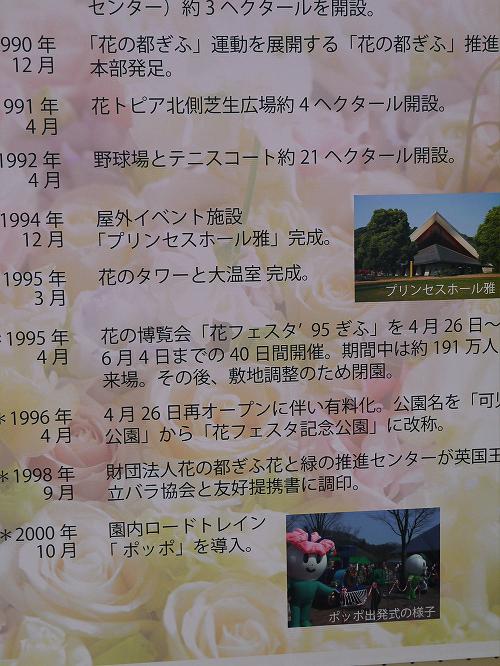 センター）約３ヘクタールを開設。
990 年 「花の都ぎふ」運動を展開する「花の都ぎふ」推進
12 月 本部発足。
991 年 花トピア北側芝生広場約 4 ヘクタール開設。
4 月
1992 年 野球場とテニスコート約 21 ヘクタール開設。
4 月
1994 年 屋外イベント施設
12 月 「プリンセスホール雅」完成。
プリンセスホール雅
1995 年 花のタワーと大温室 完成。
3 月
＊1995 年 花の博覧会「花フェスタ’95 ぎふ」を 4 月 26 日～
4 月 6 月 4 日までの 40 日間開催。期間中は約 191 万人
来場。その後、敷地調整のため閉園。
＊1996 年 4 月 26 日再オープンに伴い有料化。公園名を「可
4 月 公園」から「花フェスタ記念公園」に改称。
＊1998 年 財団法人花の都ぎふ花と緑の推進センターが英国王
9 月 立バラ協会と友好提携書に調印。
＊2000 年 園内ロードトレイン
10 月 「 ポッポ」を導入。
ポッポ出発式の様子